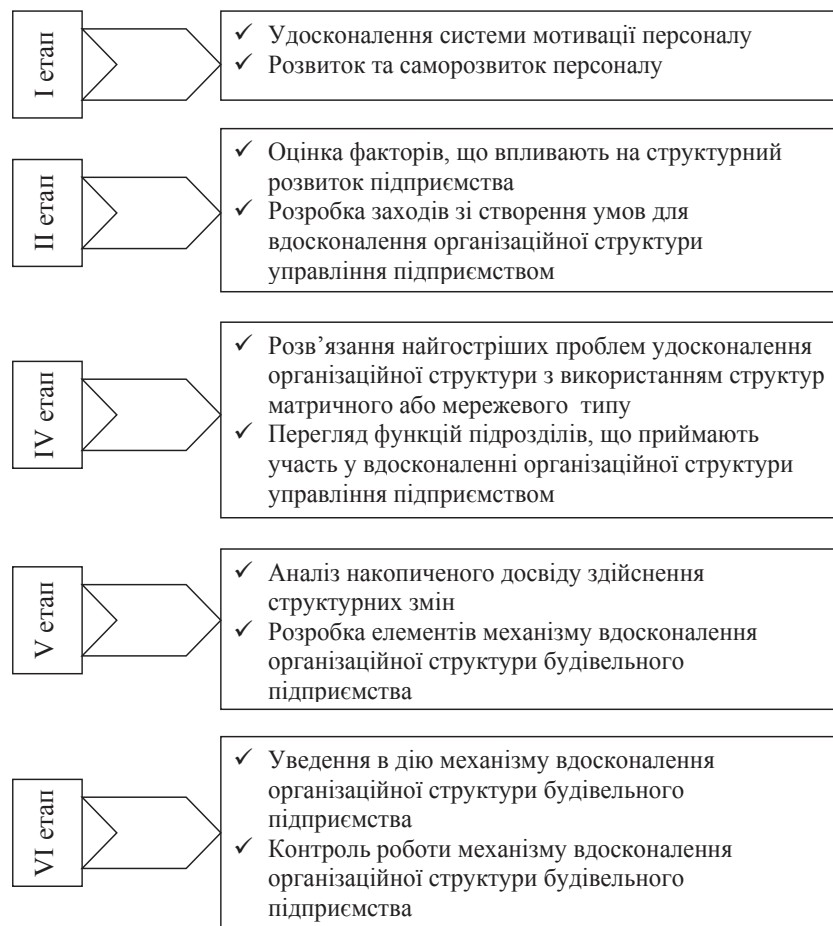 І етап
✓ Удосконалення системи мотивації персоналу
✓ Розвиток та саморозвиток персоналу
ІІ етап
✓ Оцінка факторів, що впливають на структурний
розвиток підприємства
✓ Розробка заходів зі створення умов для
вдосконалення організаційної структури
управління підприємством
IV етап
✓ Розв’язання найгостріших проблем удосконалення
організаційної структури з використанням структур
матричного або мережевого типу
✓ Перегляд функцій підрозділів, що приймають
участь у вдосконаленні організаційної структури
управління підприємством
V етап
✓ Аналіз накопиченого досвіду здійснення
структурних змін
✓ Розробка елементів механізму вдосконалення
організаційної структури будівельного
підприємства
VI етап
✓ Уведення в дію механізму вдосконалення
організаційної структури будівельного
підприємства
✓ Контроль роботи механізму вдосконалення
організаційної структури будівельного
підприємства